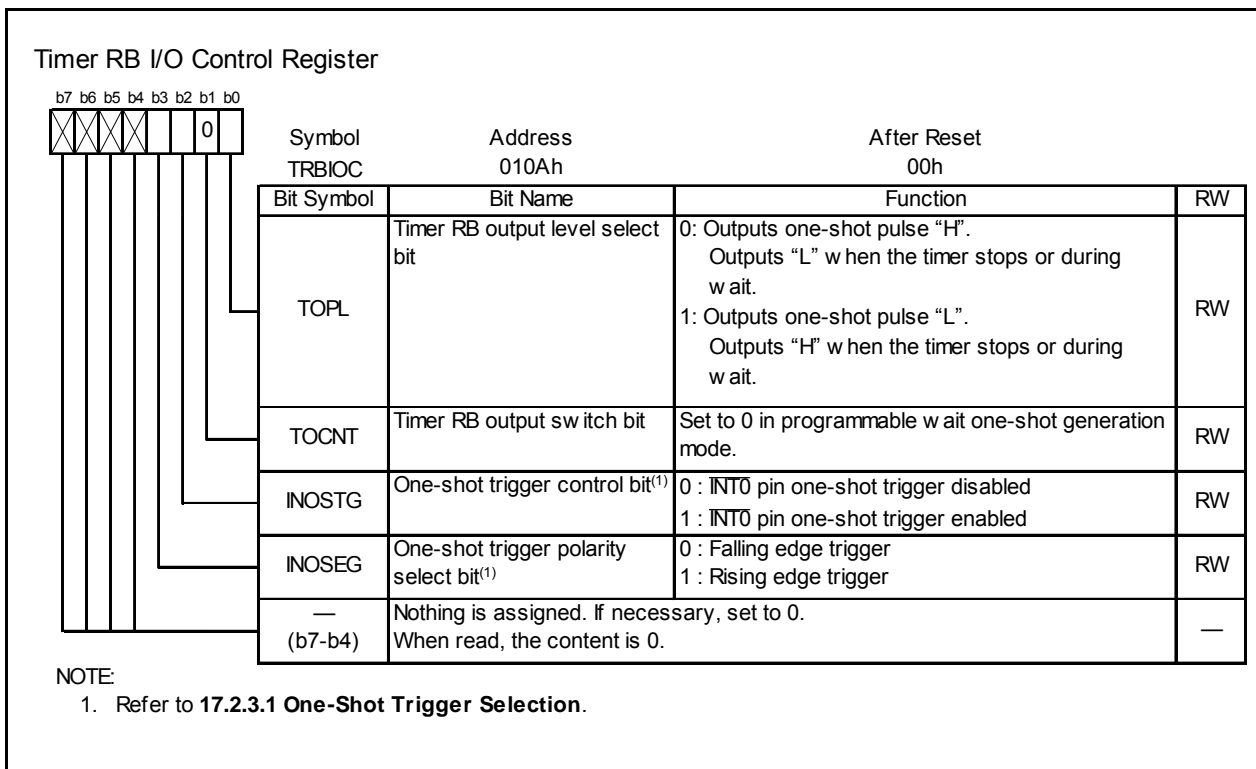 Timer RB I/O Control Register
b7 b6 b5 b4 b3 b2 b1 b0
0
Symbol Address After Reset
TRBIOC 010Ah 00h
Bit Symbol Bit Name Function RW
TOPL
Timer RB output level select
bit
0: Outputs one-shot pulse “H”.
Outputs “L” when the timer stops or during
wait.
1: Outputs one-shot pulse “L”.
Outputs “H” when the timer stops or during
wait.
RW
TOCNT
Timer RB output switch bit
Set to 0 in programmable wait one-shot generation
mode.
RW
INOSTG
One-shot trigger control bit(1)
0 : INT0 pin one-shot trigger disabled
1 : INT0 pin one-shot trigger enabled
RW
INOSEG
One-shot trigger polarity
select bit(1)
0 : Falling edge trigger
1 : Rising edge trigger
RW
—
(b7-b4)
Nothing is assigned. If necessary, set to 0.
When read, the content is 0.
—
NOTE:
1. Refer to 17.2.3.1 One-Shot Trigger Selection.